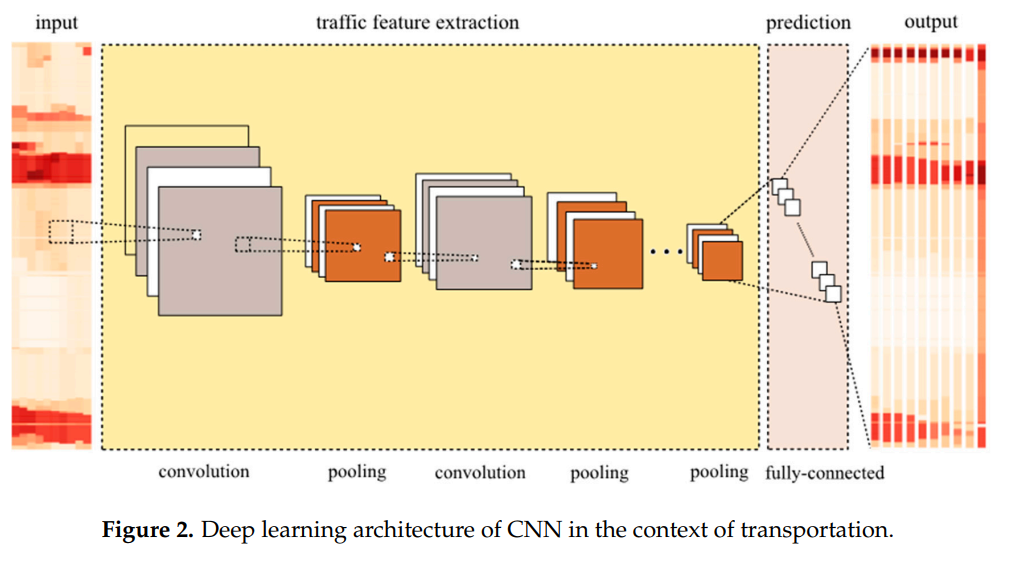 input
traffic feature extraction
prediction
output
convolution
pooling
convolution
pooling
pooling
fully-connected
Figure 2. Deep learning architecture of CNN in the context of transportation.